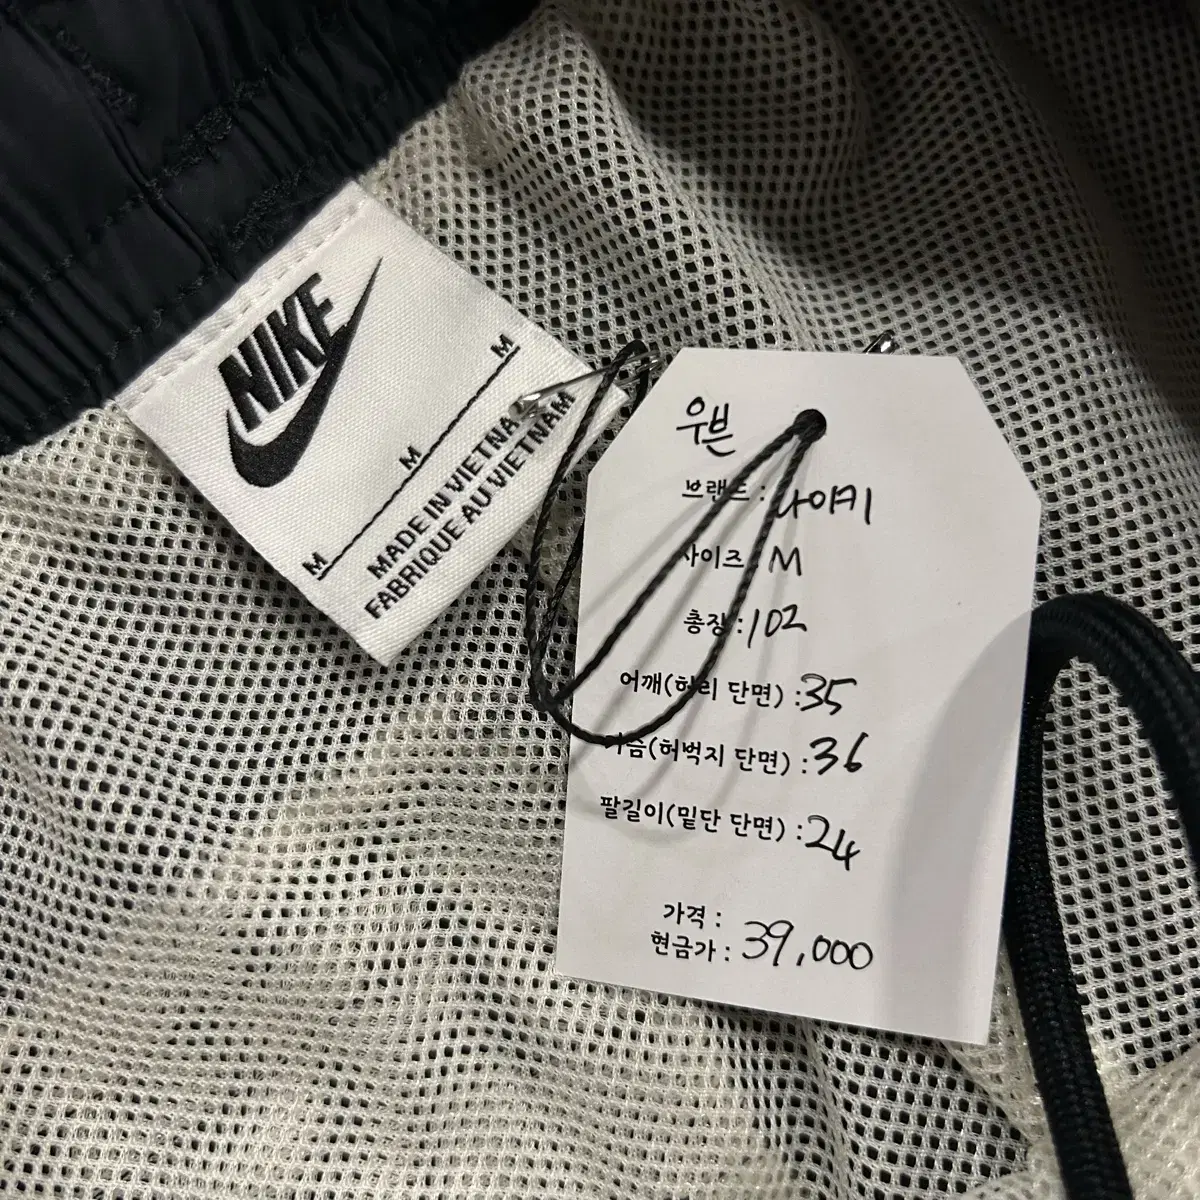 NIKE
M M M
MADE IN VIETNAM
FABRIQUE AU VIETNAM
우븐
브랜드 : 나이키
사이즈 : M
총장 : 102
어깨(허리 단면) : 35
가슴(허벅지 단면) : 36
팔길이(밑단 단면) : 24
가격 :
현금가 : 39,000